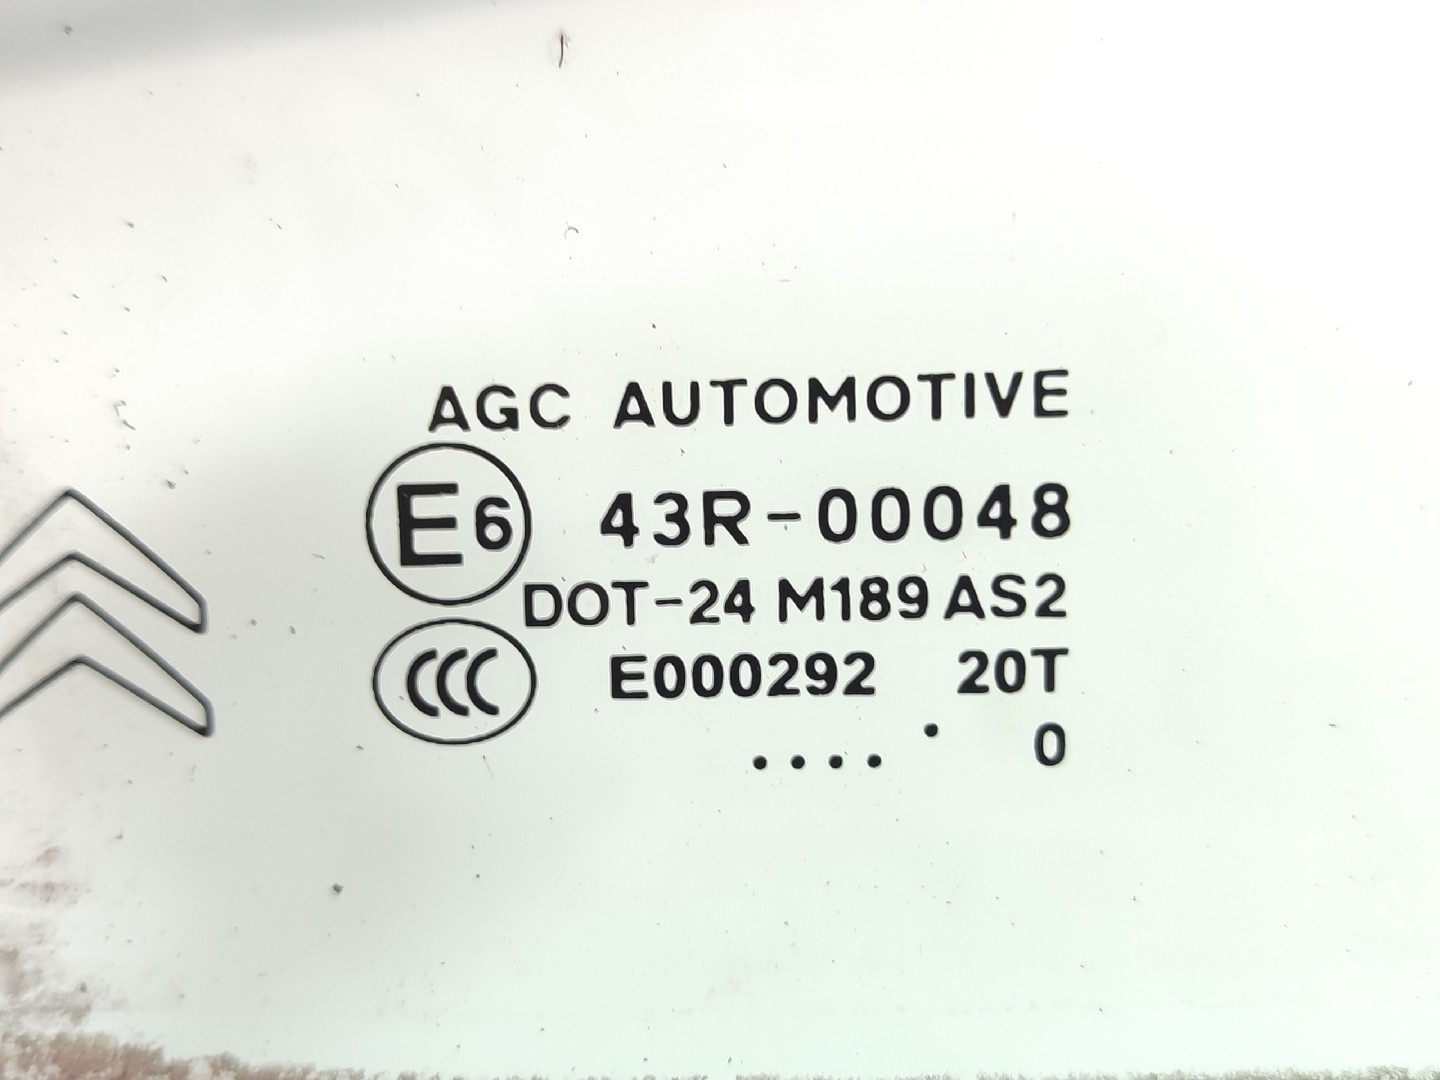 AGC AUTOMOTIVE
E6 43R-00048
DOT-24 M189 AS2
CCC E000292 20T
.... . 0